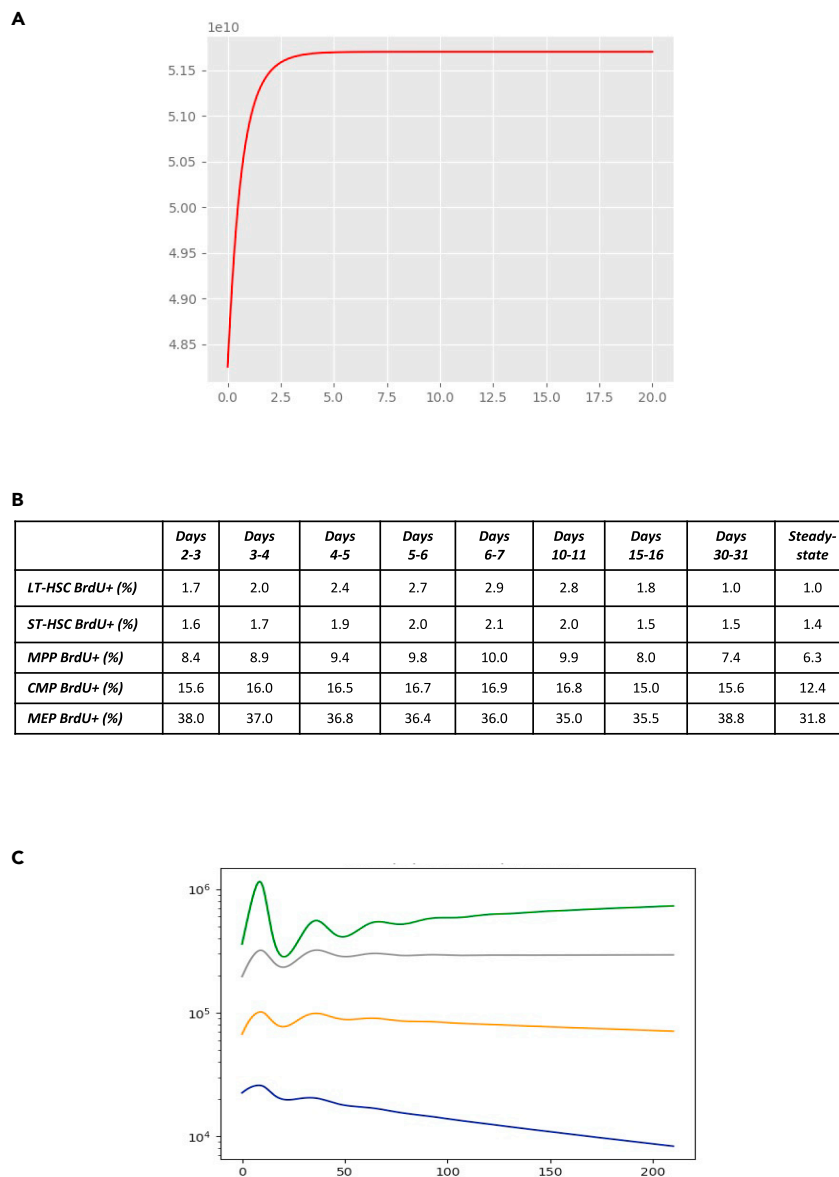 A
1e10
5.15
5.10
5.05
5.00
4.95
4.90
4.85
0.0 2.5 5.0 7.5 10.0 12.5 15.0 17.5 20.0
B
Days 2-3 Days 3-4 Days 4-5 Days 5-6 Days 6-7 Days 10-11 Days 15-16 Days 30-31 Steady-state
LT-HSC BrdU+ (%) 1.7 2.0 2.4 2.7 2.9 2.8 1.8 1.0 1.0
ST-HSC BrdU+ (%) 1.6 1.7 1.9 2.0 2.1 2.0 1.5 1.5 1.4
MPP BrdU+ (%) 8.4 8.9 9.4 9.8 10.0 9.9 8.0 7.4 6.3
CMP BrdU+ (%) 15.6 16.0 16.5 16.7 16.9 16.8 15.0 15.6 12.4
MEP BrdU+ (%) 38.0 37.0 36.8 36.4 36.0 35.0 35.5 38.8 31.8
C
10⁶
10⁵
10⁴
0 50 100 150 200